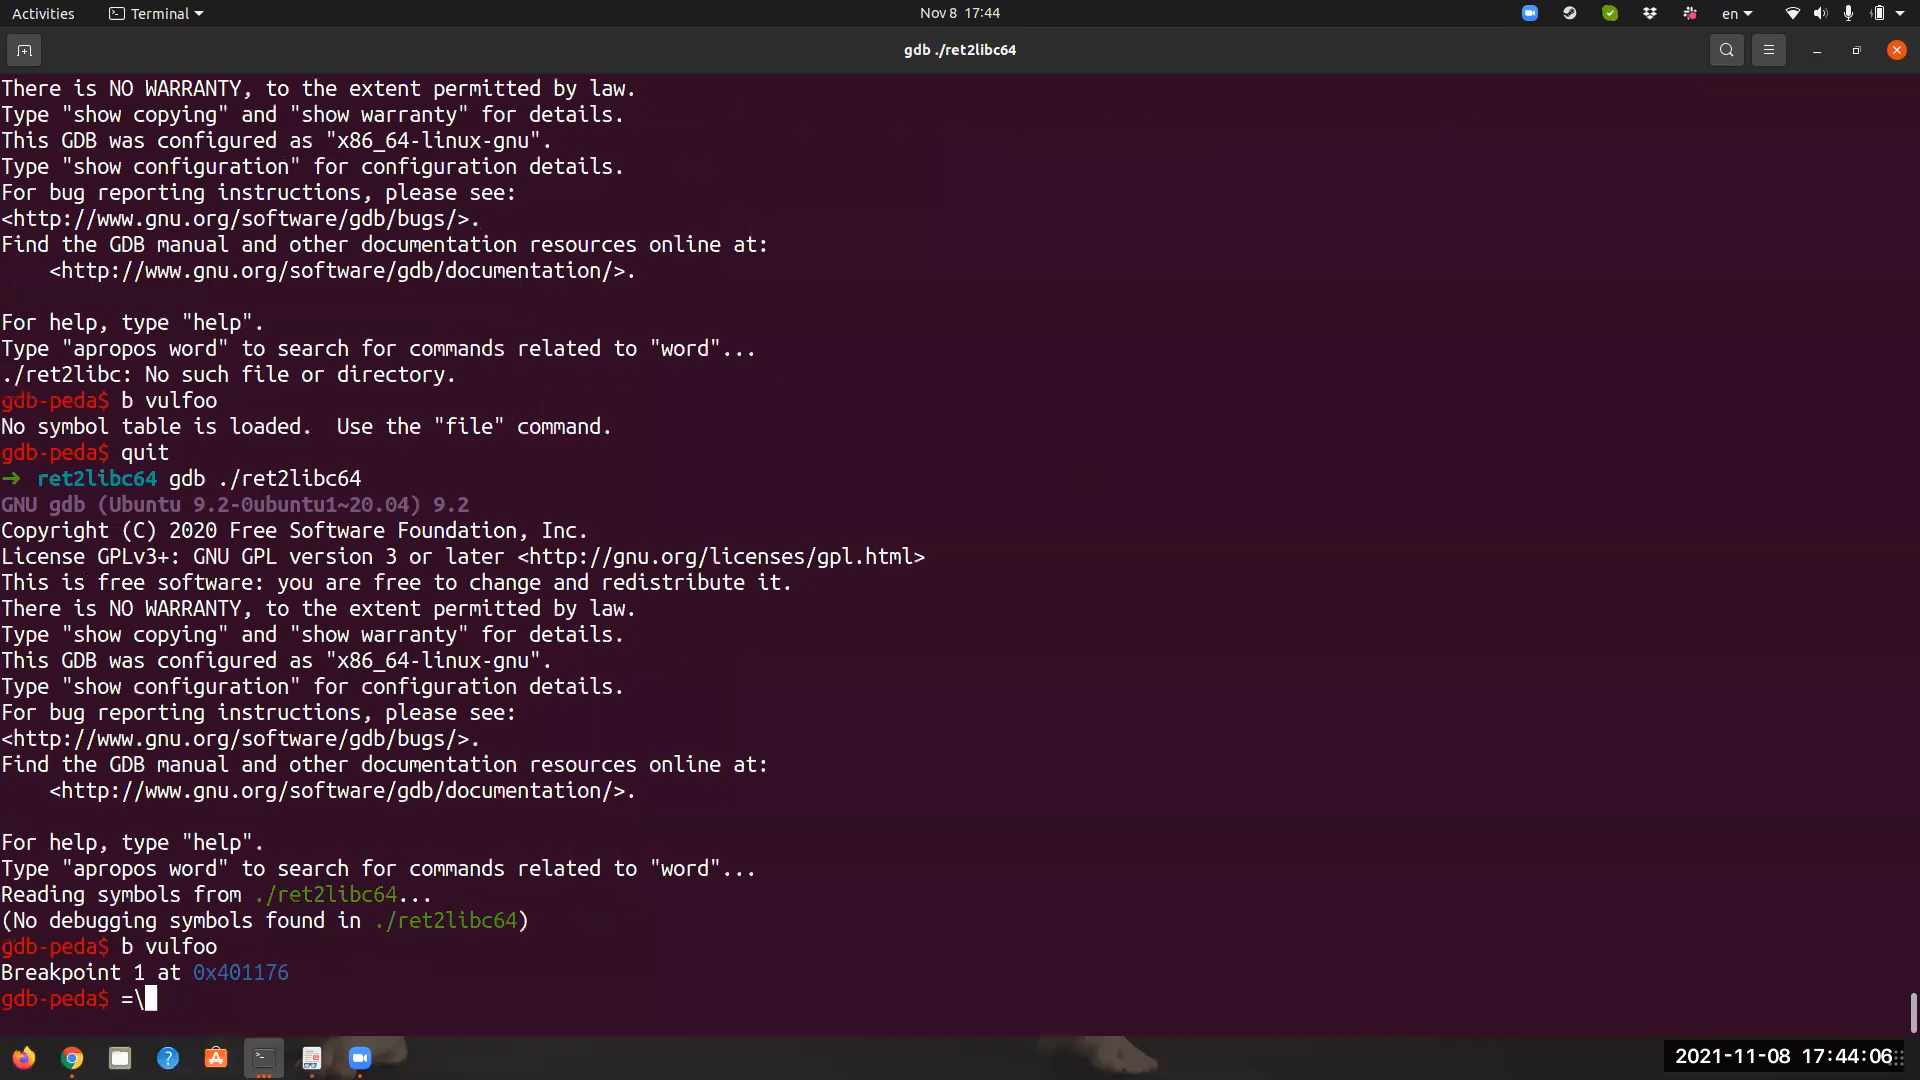 Activities
Terminal
Nov 8 17:44
en
gdb ./ret2libc64
There is NO WARRANTY, to the extent permitted by law.
Type "show copying" and "show warranty" for details.
This GDB was configured as "x86_64-linux-gnu".
Type "show configuration" for configuration details.
For bug reporting instructions, please see:
<http://www.gnu.org/software/gdb/bugs/>.
Find the GDB manual and other documentation resources online at:
    <http://www.gnu.org/software/gdb/documentation/>.
For help, type "help".
Type "apropos word" to search for commands related to "word"...
./ret2libc: No such file or directory.
gdb-peda$ b vulfoo
No symbol table is loaded.  Use the "file" command.
gdb-peda$ quit
→ ret2libc64 gdb ./ret2libc64
GNU gdb (Ubuntu 9.2-0ubuntu1~20.04) 9.2
Copyright (C) 2020 Free Software Foundation, Inc.
License GPLv3+: GNU GPL version 3 or later <http://gnu.org/licenses/gpl.html>
This is free software: you are free to change and redistribute it.
There is NO WARRANTY, to the extent permitted by law.
Type "show copying" and "show warranty" for details.
This GDB was configured as "x86_64-linux-gnu".
Type "show configuration" for configuration details.
For bug reporting instructions, please see:
<http://www.gnu.org/software/gdb/bugs/>.
Find the GDB manual and other documentation resources online at:
    <http://www.gnu.org/software/gdb/documentation/>.
For help, type "help".
Type "apropos word" to search for commands related to "word"...
Reading symbols from ./ret2libc64...
(No debugging symbols found in ./ret2libc64)
gdb-peda$ b vulfoo
Breakpoint 1 at 0x401176
gdb-peda$ =\
2021-11-08 17:44:06